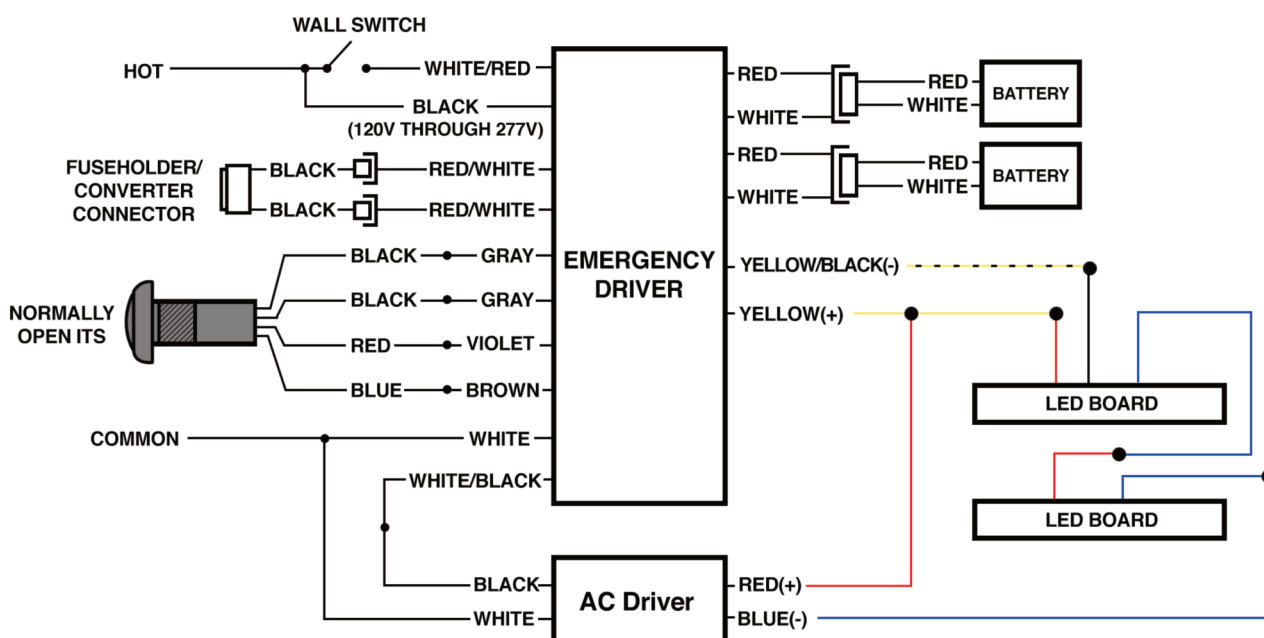 WALL SWITCH
HOT
WHITE/RED
BLACK
(120V THROUGH 277V)
FUSEHOLDER/
CONVERTER
CONNECTOR
BLACK
RED/WHITE
BLACK
RED/WHITE
NORMALLY
OPEN ITS
BLACK
GRAY
BLACK
GRAY
RED
VIOLET
BLUE
BROWN
COMMON
WHITE
WHITE/BLACK
BLACK
WHITE
EMERGENCY
DRIVER
AC Driver
RED
WHITE
RED
WHITE
BATTERY
RED
WHITE
RED
WHITE
BATTERY
YELLOW/BLACK(-)
YELLOW(+)
LED BOARD
LED BOARD
RED(+)
BLUE(-)